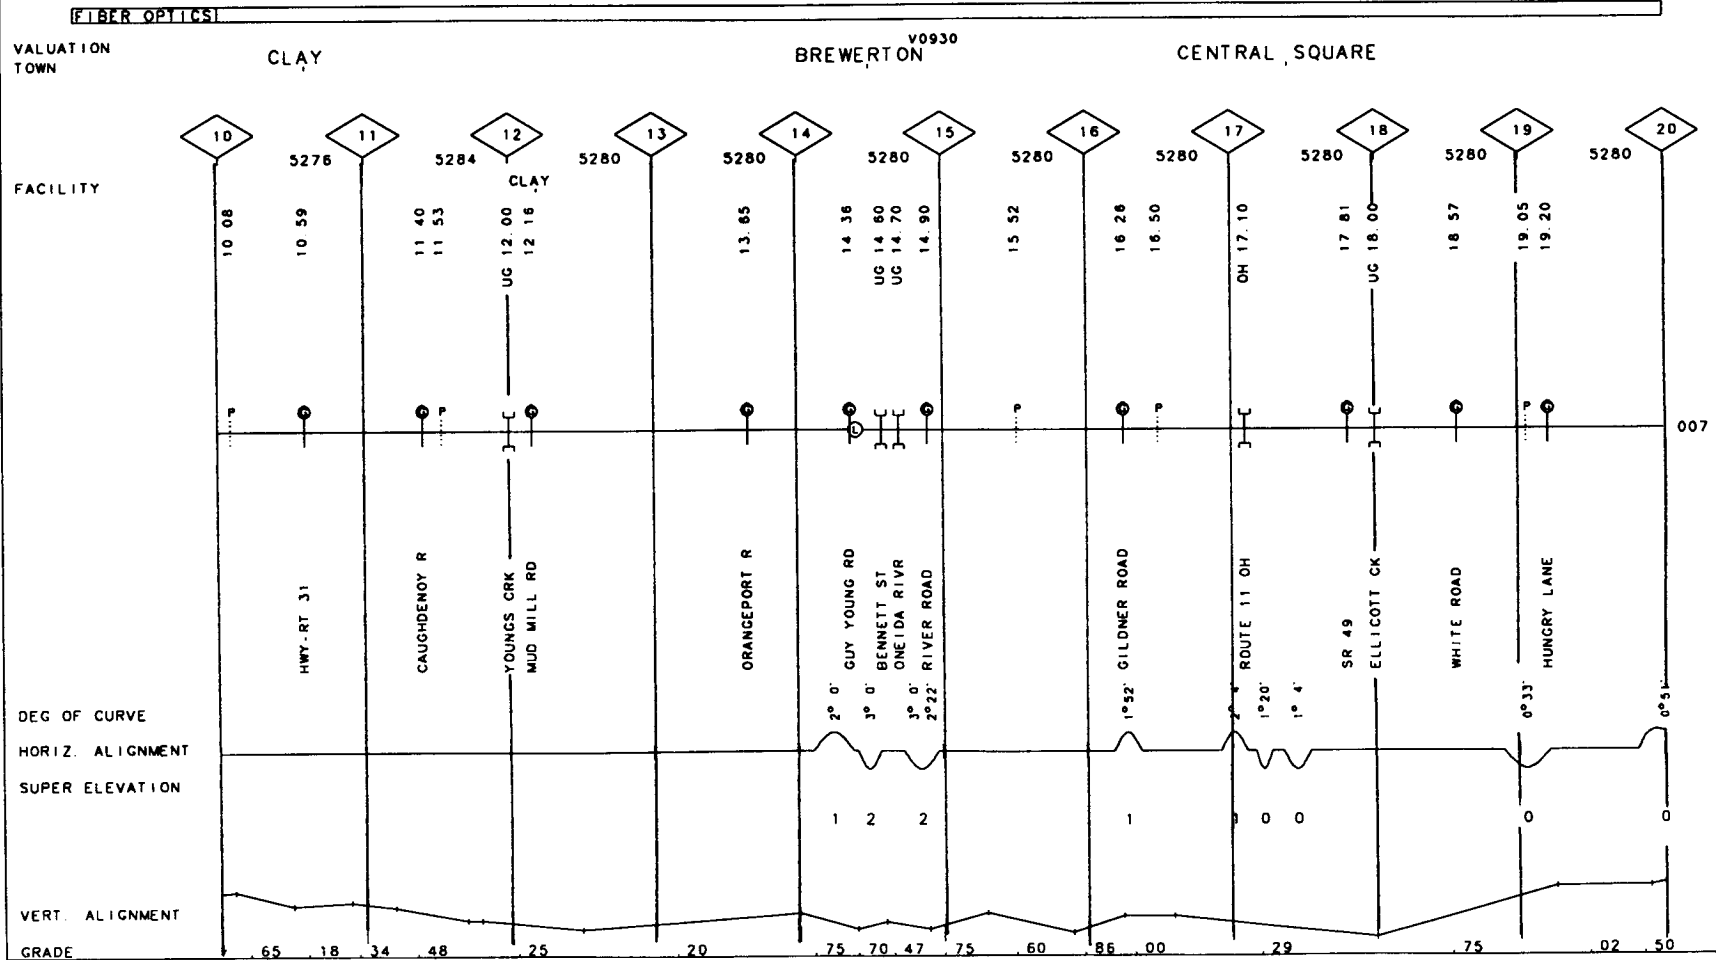 FIBER OPTICS
VALUATION V0930
TOWN CLAY BREWERTON CENTRAL SQUARE
10 11 12 13 14 15 16 17 18 19 20
5276 5284 5280 5280 5280 5280 5280 5280 5280 5280
FACILITY CLAY
10 08
10 59
11 40
11 53
UG 12.00
12 16
13.65
14 36
UG 14 60
UG 14.70
14.90
15 52
16 26
16.50
OH 17.10
17 81
UG 18.00
18 57
19.05
19.20
P G G P G G G P G P G G P G
L
007
HWY-RT 31
CAUGHDENOY R
YOUNGS CRK
MUD MILL RD
ORANGEPORT R
GUY YOUNG RD
BENNETT ST
ONEIDA RIVR
RIVER ROAD
GILDNER ROAD
ROUTE 11 OH
SR 49
ELLICOTT CK
WHITE ROAD
HUNGRY LANE
DEG OF CURVE 2° 0' 3° 0' 3° 0' 2°22' 1°52' 2° 4' 1°20' 1° 4' 0°33' 0°51'
HORIZ. ALIGNMENT
SUPER ELEVATION
1 2 2 1 0 0 0 0
VERT. ALIGNMENT
GRADE .65 .18 .34 .48 .25 .20 .75 .70 .47 .75 .60 .86 .00 .29 .75 .02 .50